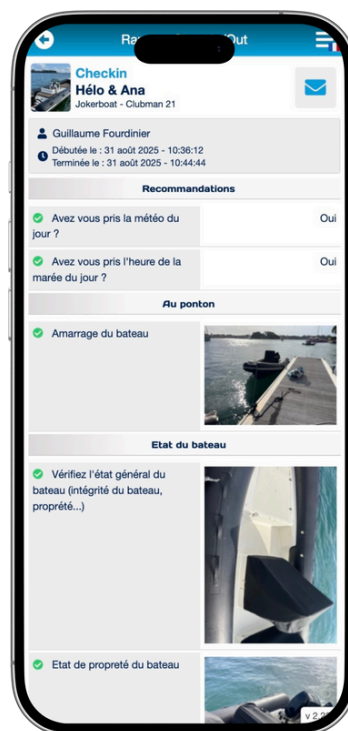 Checkin
Hélo & Ana
Jokerboat - Clubman 21
Guillaume Fourdinier
Débutée le : 31 août 2025 - 10:36:12
Terminée le : 31 août 2025 - 10:44:44
Recommandations
Avez vous pris la météo du
jour ?
Oui
Avez vous pris l'heure de la
marée du jour ?
Oui
Au ponton
Amarrage du bateau
Etat du bateau
Vérifiez l'état général du
bateau (intégrité du bateau,
propreté...)
Etat de propreté du bateau